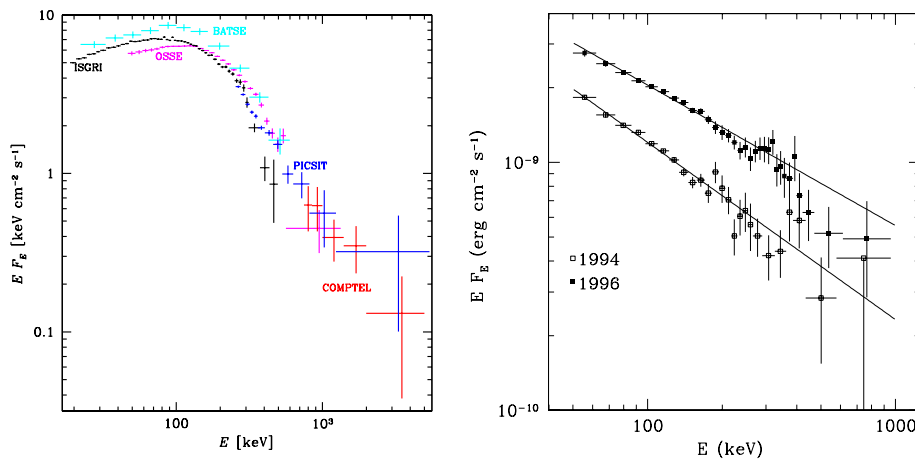 10
1
0.1
E F_E [keV cm⁻² s⁻¹]
BATSE
OSSE
ISGRI
PICSIT
COMPTEL
100
10³
E [keV]
10⁻⁹
10⁻¹⁰
E F_E (erg cm⁻² s⁻¹)
1994
1996
100
1000
E (keV)